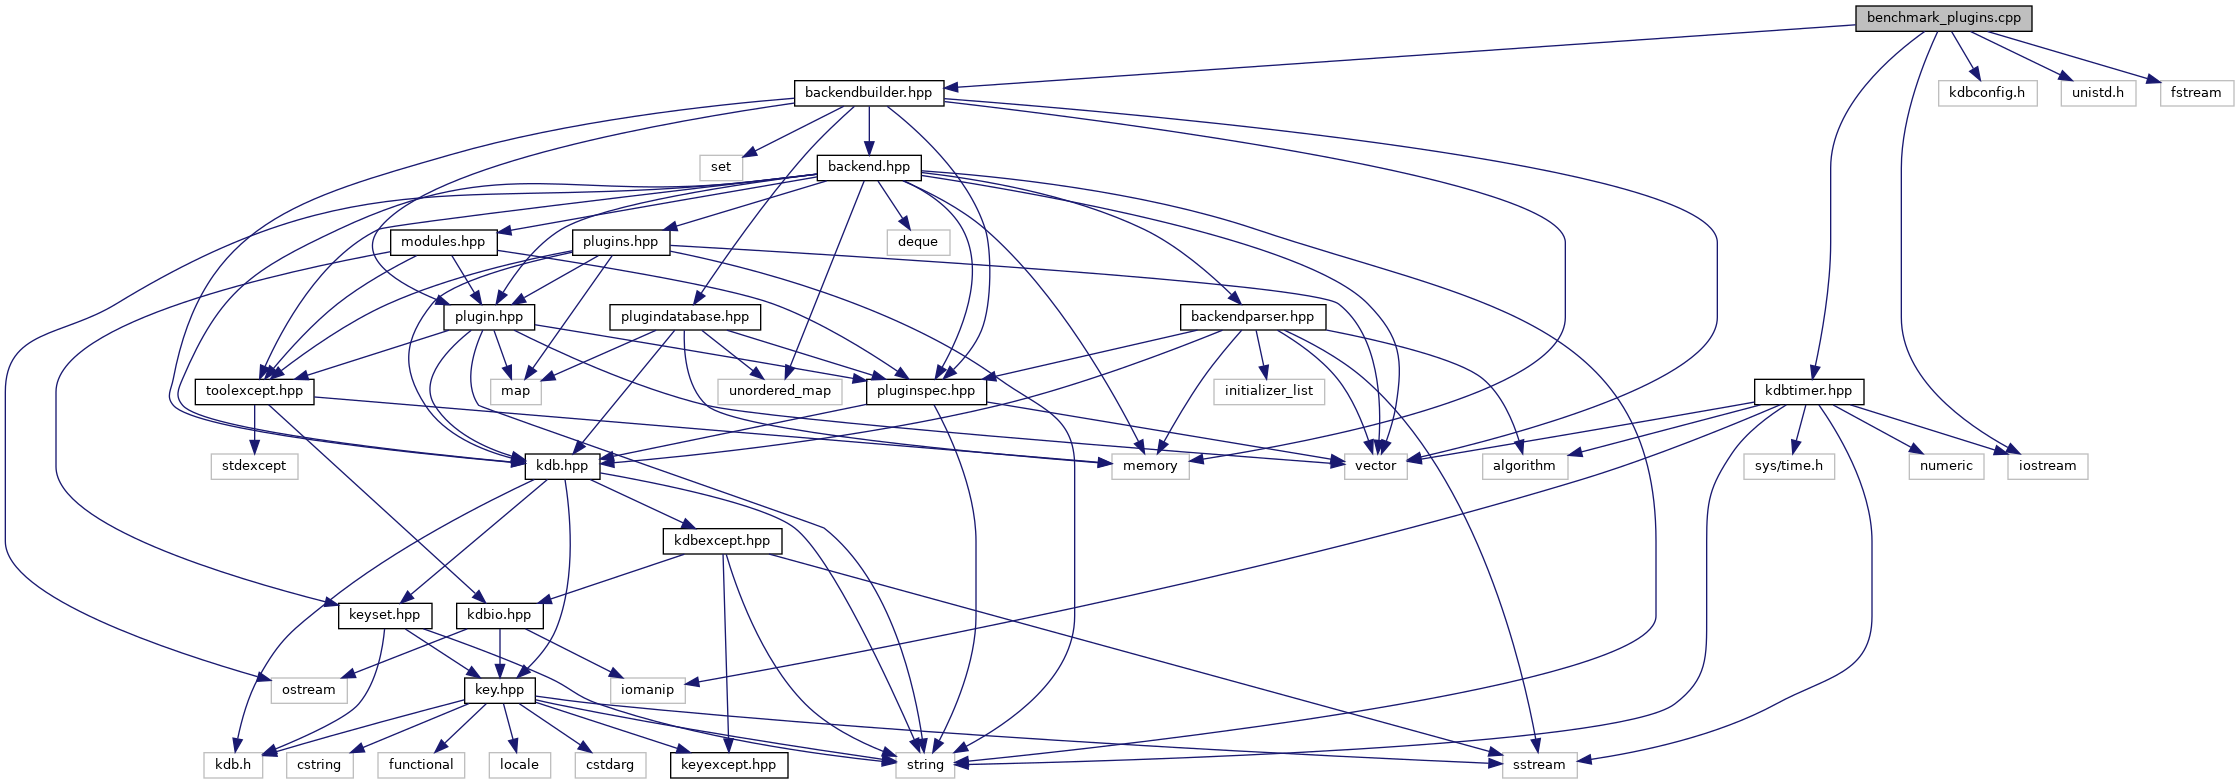 benchmark_plugins.cpp
backendbuilder.hpp
kdbconfig.h
unistd.h
fstream
set
backend.hpp
modules.hpp
plugins.hpp
deque
plugin.hpp
plugindatabase.hpp
backendparser.hpp
toolexcept.hpp
map
unordered_map
pluginspec.hpp
initializer_list
kdbtimer.hpp
stdexcept
kdb.hpp
memory
vector
algorithm
sys/time.h
numeric
iostream
kdbexcept.hpp
keyset.hpp
kdbio.hpp
ostream
key.hpp
iomanip
kdb.h
cstring
functional
locale
cstdarg
keyexcept.hpp
string
sstream